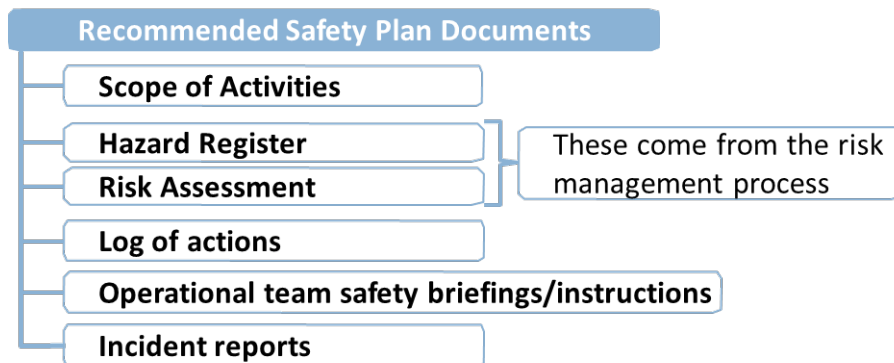 Recommended Safety Plan Documents
Scope of Activities
Hazard Register
Risk Assessment
These come from the risk
management process
Log of actions
Operational team safety briefings/instructions
Incident reports